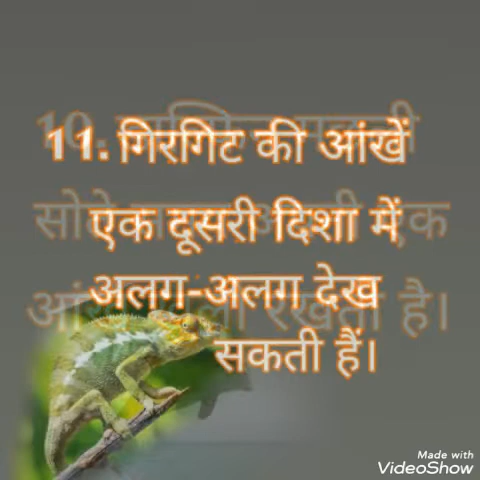 11. गिरगिट की आंखें
एक दूसरी दिशा में
अलग-अलग देख
सकती हैं।
Made with
VideoShow